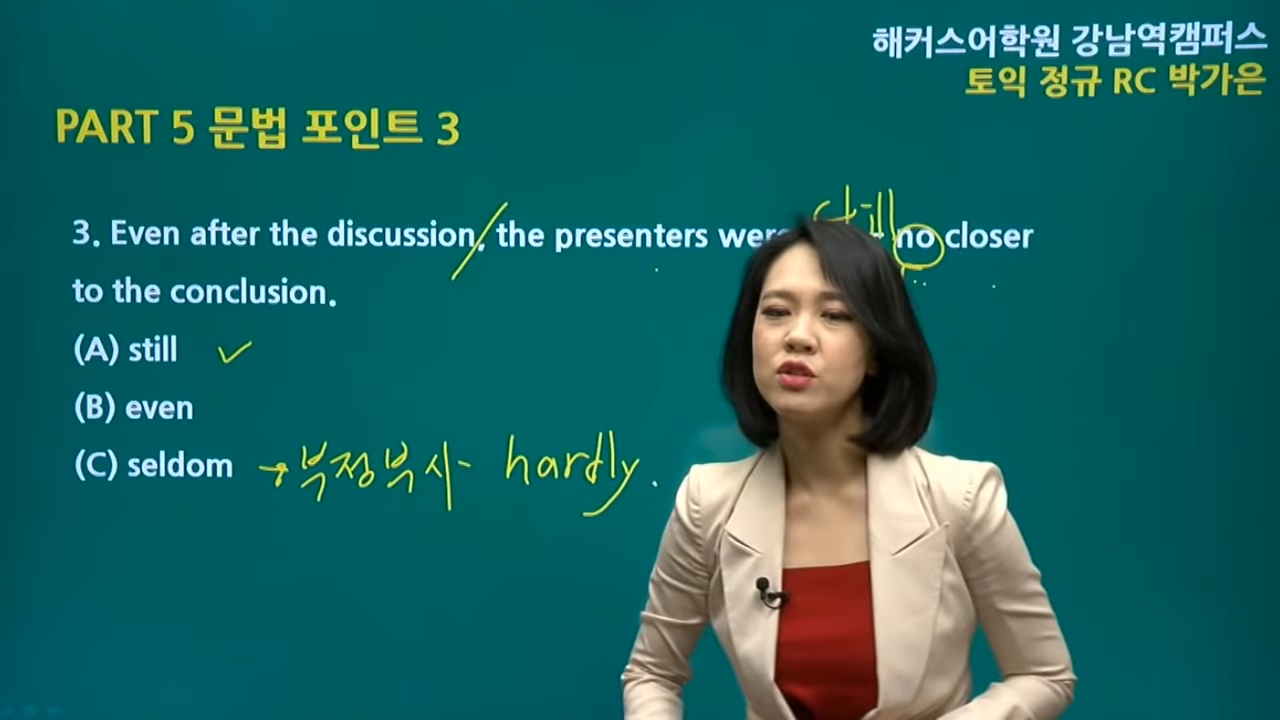 해커스어학원 강남역캠퍼스
토익 정규 RC 박가은
PART 5 문법 포인트 3
still
3. Even after the discussion, the presenters were no closer
to the conclusion.
(A) still ✓
(B) even
(C) seldom → 부정부사 hardly.